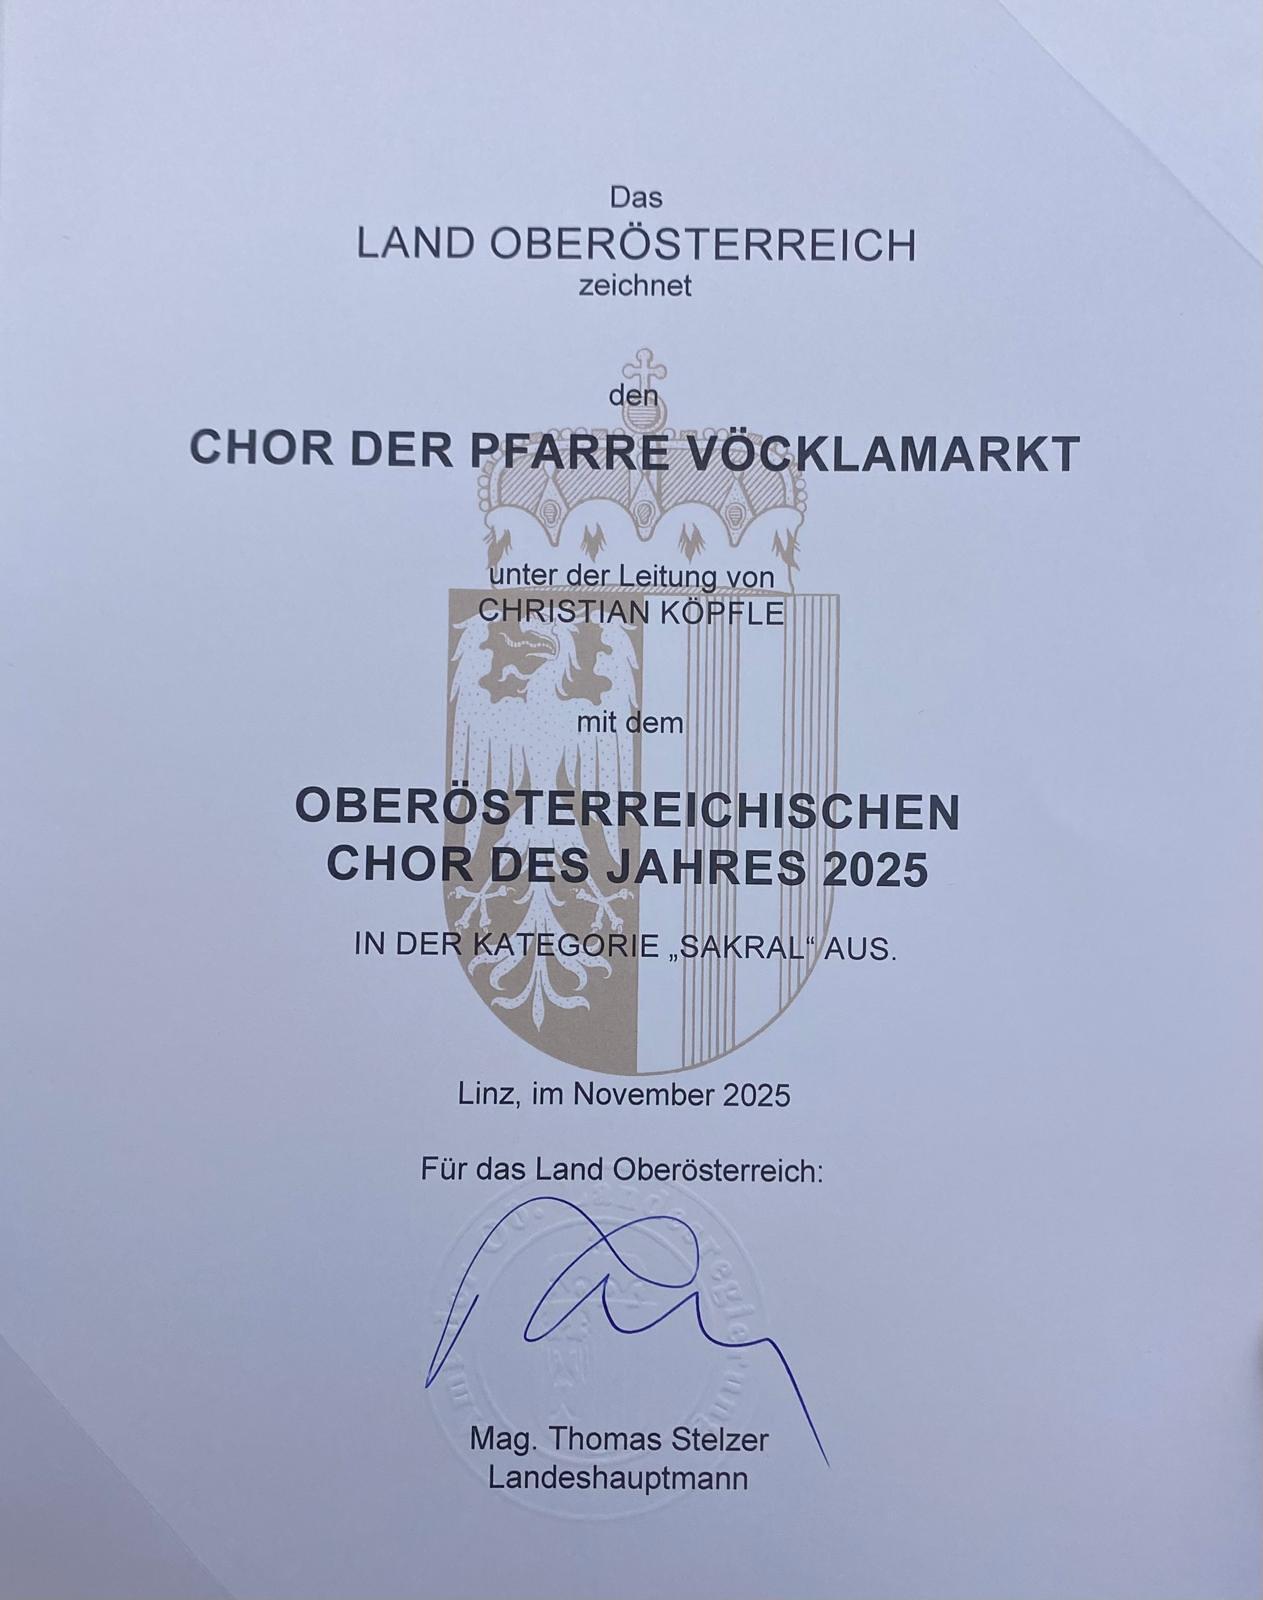 Das
LAND OBERÖSTERREICH
zeichnet
den
CHOR DER PFARRE VÖCKLAMARKT
unter der Leitung von
CHRISTIAN KÖPFLE
mit dem
OBERÖSTERREICHISCHEN
CHOR DES JAHRES 2025
IN DER KATEGORIE „SAKRAL“ AUS.
Linz, im November 2025
Für das Land Oberösterreich:
Mag. Thomas Stelzer
Landeshauptmann